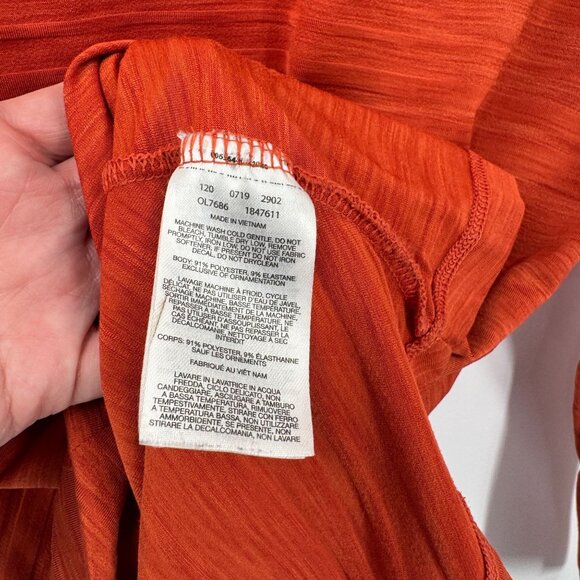 120 0719 2902
OL7686 1847611
MADE IN VIETNAM
MACHINE WASH COLD GENTLE, DO NOT
BLEACH, TUMBLE DRY LOW, REMOVE
PROMPTLY, IRON LOW, DO NOT USE FABRIC
SOFTENER, IF PRESENT DO NOT IRON
DECAL, DO NOT DRYCLEAN
BODY: 91% POLYESTER, 9% ELASTANE
EXCLUSIVE OF ORNAMENTATION
LAVAGE MACHINE À FROID, CYCLE
DÉLICAT, NE PAS UTILISER D'EAU DE JAVEL,
SÉCHAGE MACHINE, BASSE TEMPÉRATURE,
SORTIR IMMÉDIATEMENT DE LA MACHINE,
REPASSER À BASSE TEMPÉRATURE, NE
PAS UTILISER D'ASSOUPLISSANT, LE
CAS ÉCHÉANT, NE PAS REPASSER LA
DÉCALCOMANIE, NETTOYAGE À SEC
INTERDIT
CORPS: 91% POLYESTER, 9% ÉLASTHANNE
SAUF LES ORNEMENTS
FABRIQUÉ AU VIÊT NAM
LAVARE IN LAVATRICE IN ACQUA
FREDDA, CICLO DELICATO, NON
CANDEGGIARE, ASCIUGARE A TAMBURO
A BASSA TEMPERATURA, RIMUOVERE
TEMPESTIVAMENTE, STIRARE CON FERRO
A TEMPERATURA BASSA, NON USARE
AMMORBIDENTE, SE PRESENTE, NON
STIRARE LA DECALCOMANIA, NON LAVARE